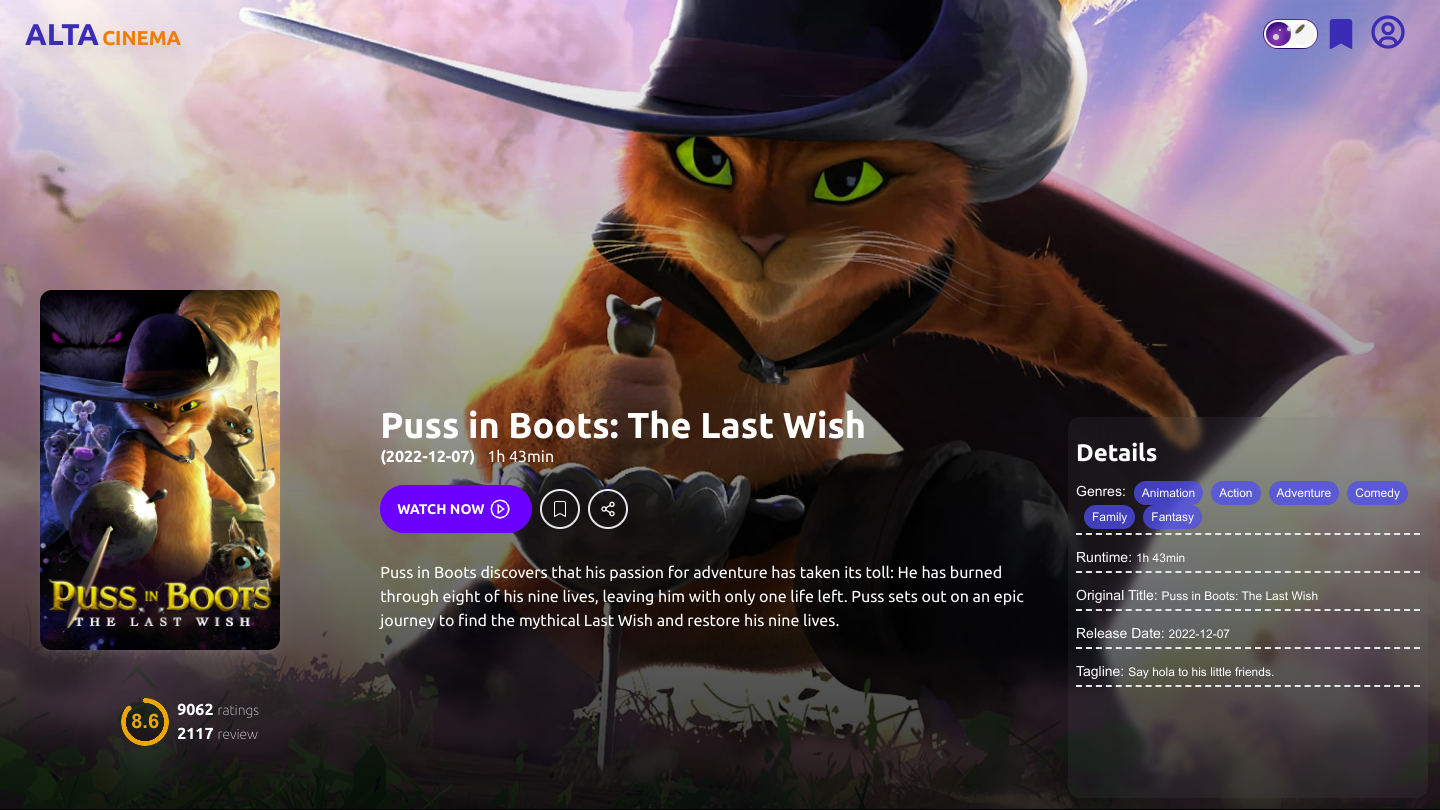 ALTA CINEMA
PUSS IN BOOTS
THE LAST WISH
8.6
9062 ratings
2117 review
Puss in Boots: The Last Wish
(2022-12-07) 1h 43min
WATCH NOW
Puss in Boots discovers that his passion for adventure has taken its toll: He has burned
through eight of his nine lives, leaving him with only one life left. Puss sets out on an epic
journey to find the mythical Last Wish and restore his nine lives.
Details
Genres: Animation Action Adventure Comedy
Family Fantasy
Runtime: 1h 43min
Original Title: Puss in Boots: The Last Wish
Release Date: 2022-12-07
Tagline: Say hola to his little friends.